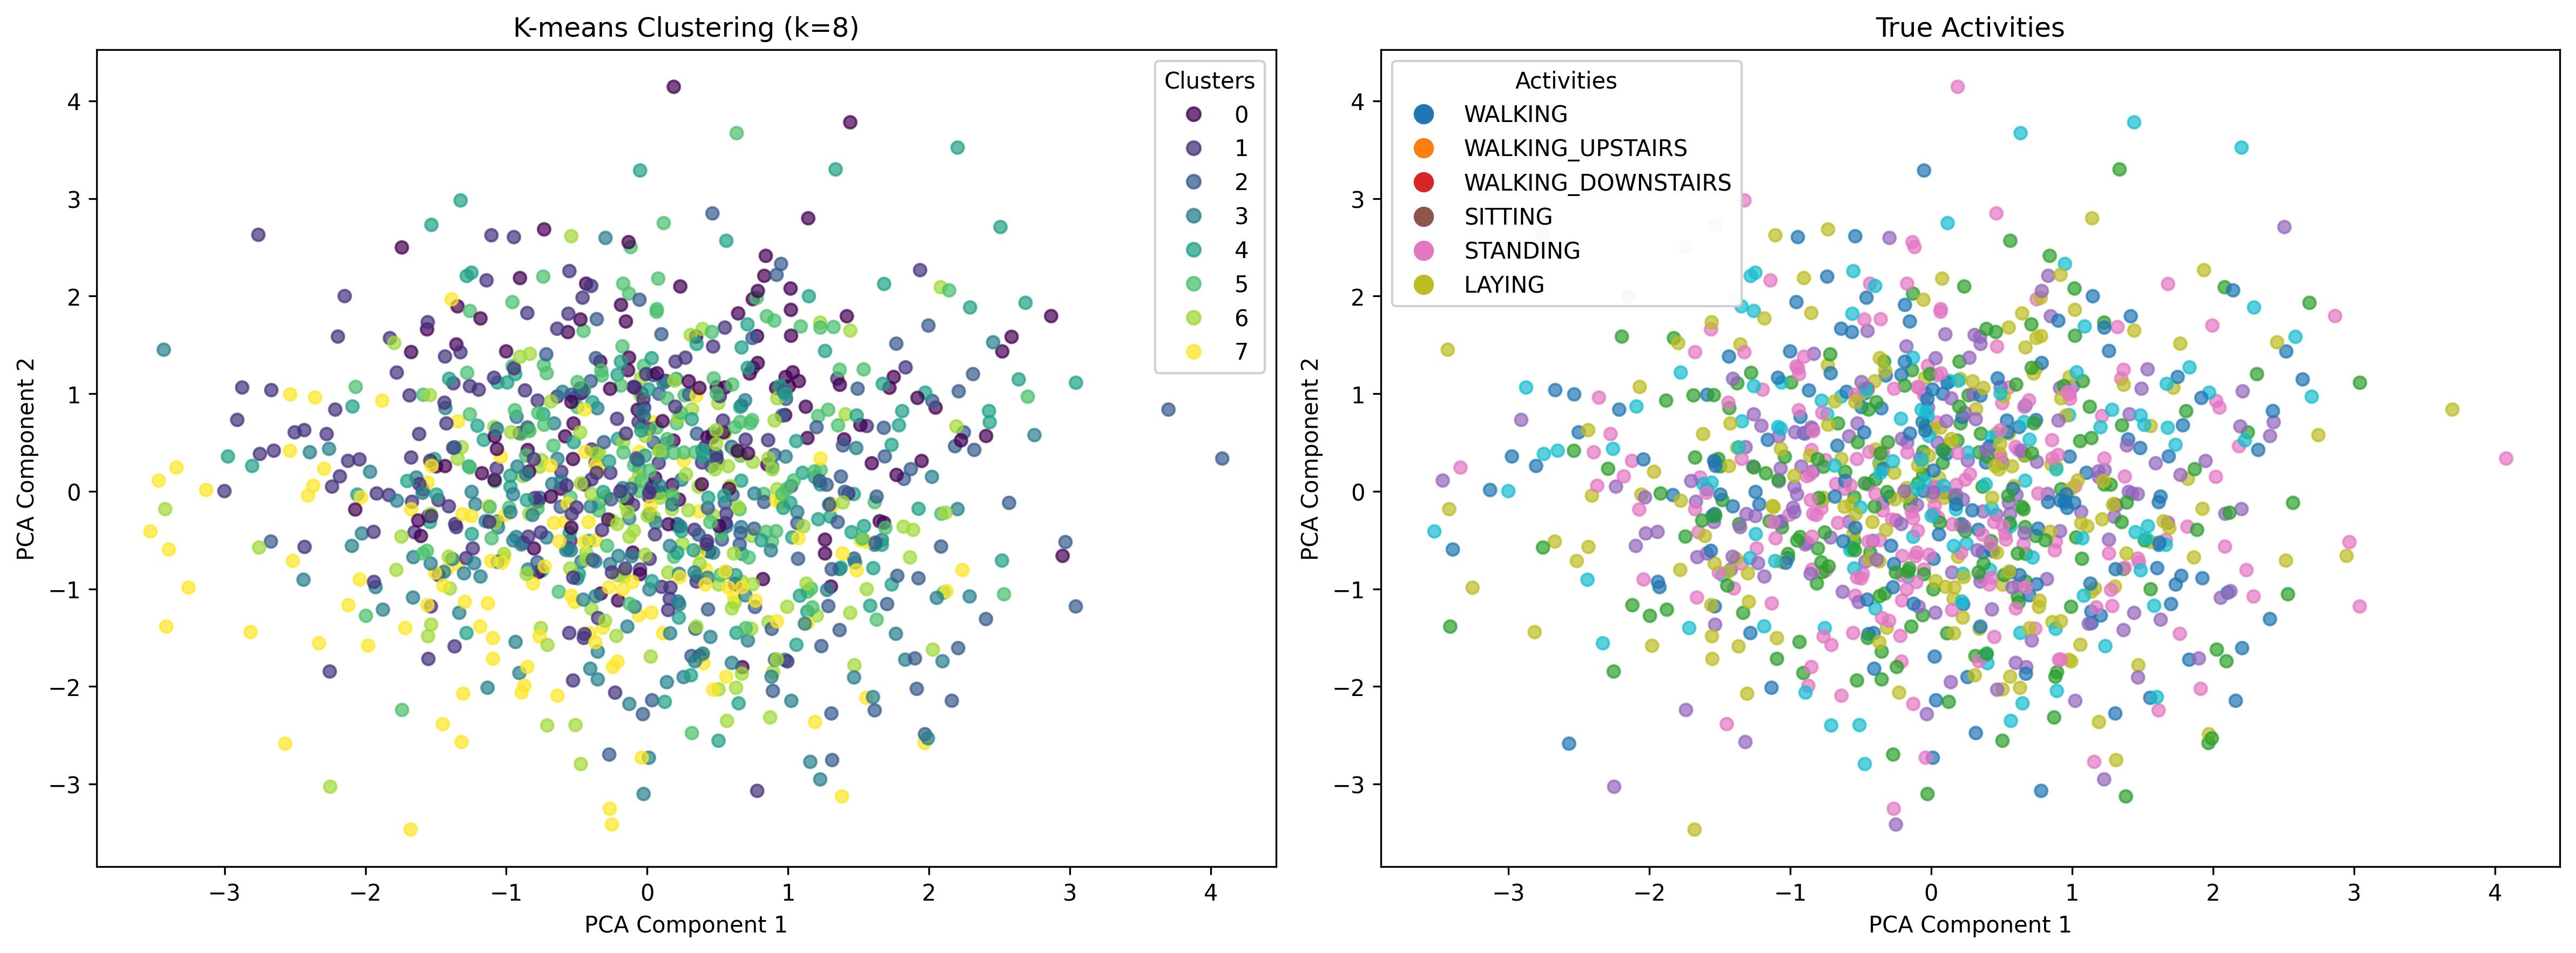 K-means Clustering (k=8)
PCA Component 2
4
3
2
1
0
−1
−2
−3
Clusters
0
1
2
3
4
5
6
7
−3
−2
−1
0
1
2
3
4
PCA Component 1
True Activities
PCA Component 2
4
3
2
1
0
−1
−2
−3
Activities
WALKING
WALKING_UPSTAIRS
WALKING_DOWNSTAIRS
SITTING
STANDING
LAYING
−3
−2
−1
0
1
2
3
4
PCA Component 1